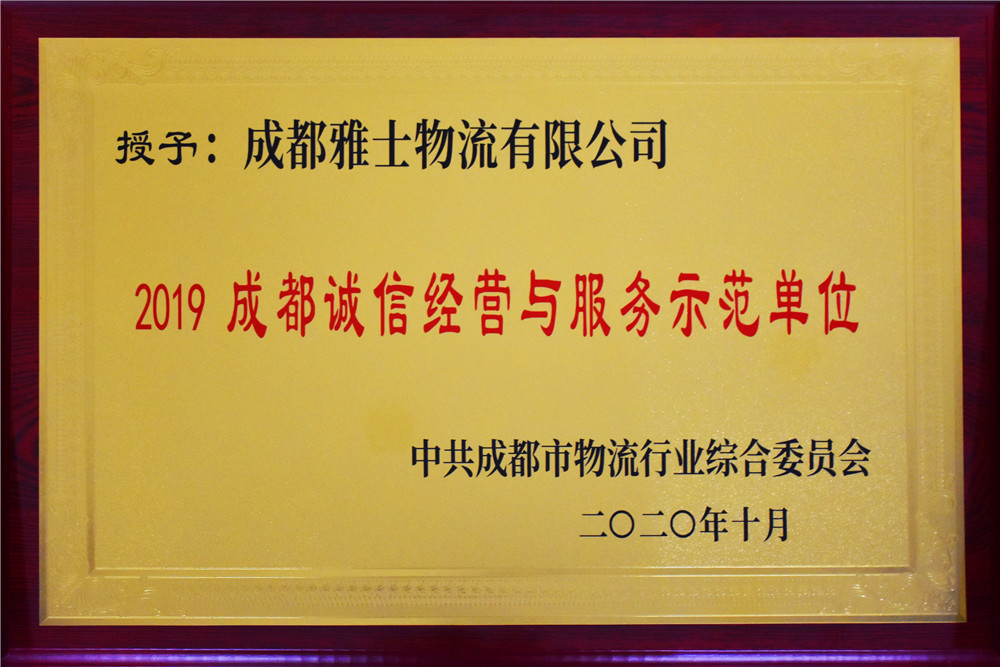 授予：成都雅士物流有限公司
2019 成都诚信经营与服务示范单位
中共成都市物流行业综合委员会
二〇二〇年十月